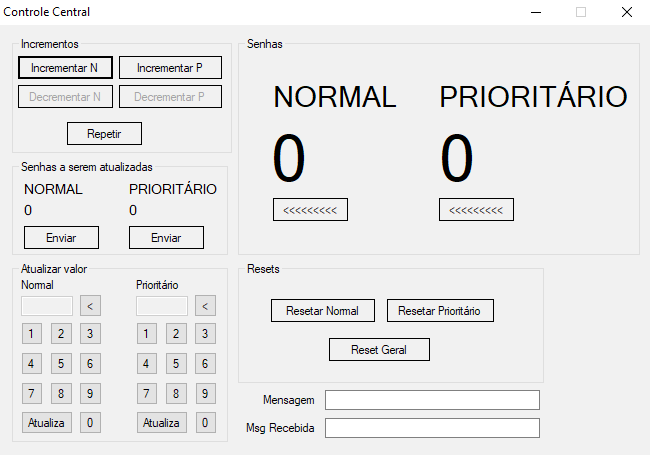 Controle Central
Incrementos
Incrementar N Incrementar P
Decrementar N Decrementar P
Repetir
Senhas a serem atualizadas
NORMAL PRIORITÁRIO
0 0
Enviar Enviar
Senhas
NORMAL PRIORITÁRIO
0 0
<<<<<<<<< <<<<<<<<<
Atualizar valor
Normal Prioritário
< <
1 2 3 1 2 3
4 5 6 4 5 6
7 8 9 7 8 9
Atualiza 0 Atualiza 0
Resets
Resetar Normal Resetar Prioritário
Reset Geral
Mensagem
Msg Recebida